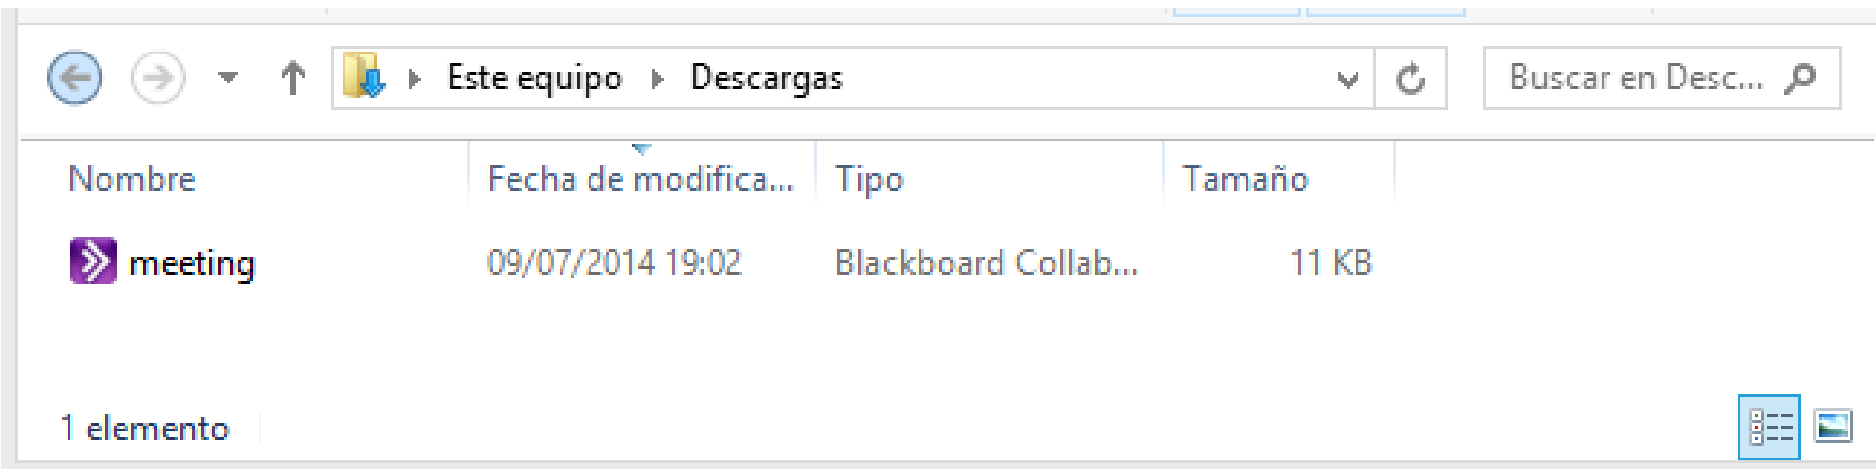 Este equipo Descargas Buscar en Desc...
Nombre Fecha de modifica... Tipo Tamaño
meeting 09/07/2014 19:02 Blackboard Collab... 11 KB
1 elemento